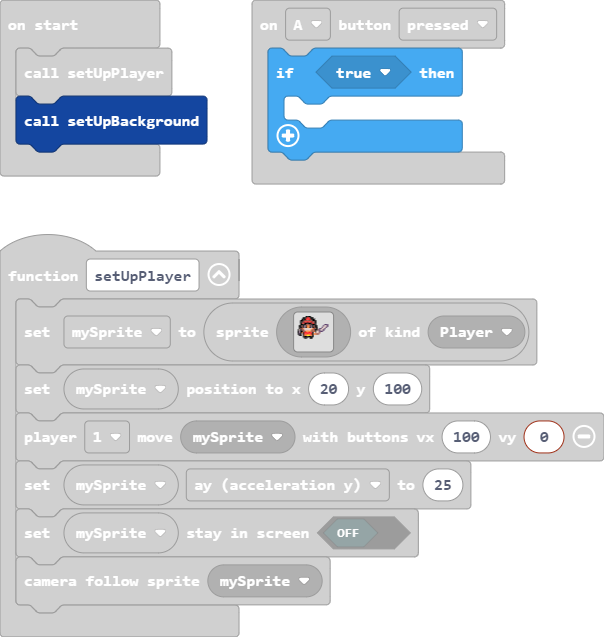 on start
call setUpPlayer
call setUpBackground
on A button pressed
if true then
function setUpPlayer
set mySprite to sprite of kind Player
set mySprite position to x 20 y 100
player 1 move mySprite with buttons vx 100 vy 0
set mySprite ay (acceleration y) to 25
set mySprite stay in screen OFF
camera follow sprite mySprite